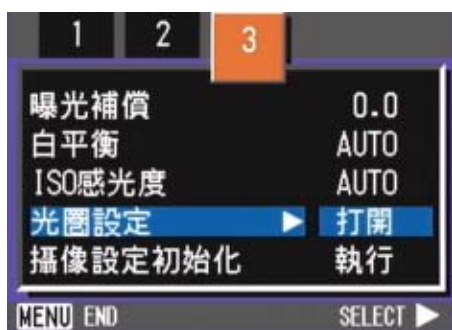 1 2 3
曝光補償 0.0
白平衡 AUTO
ISO感光度 AUTO
光圈設定 ▶ 打開
攝像設定初始化 執行
MENU END SELECT ▶